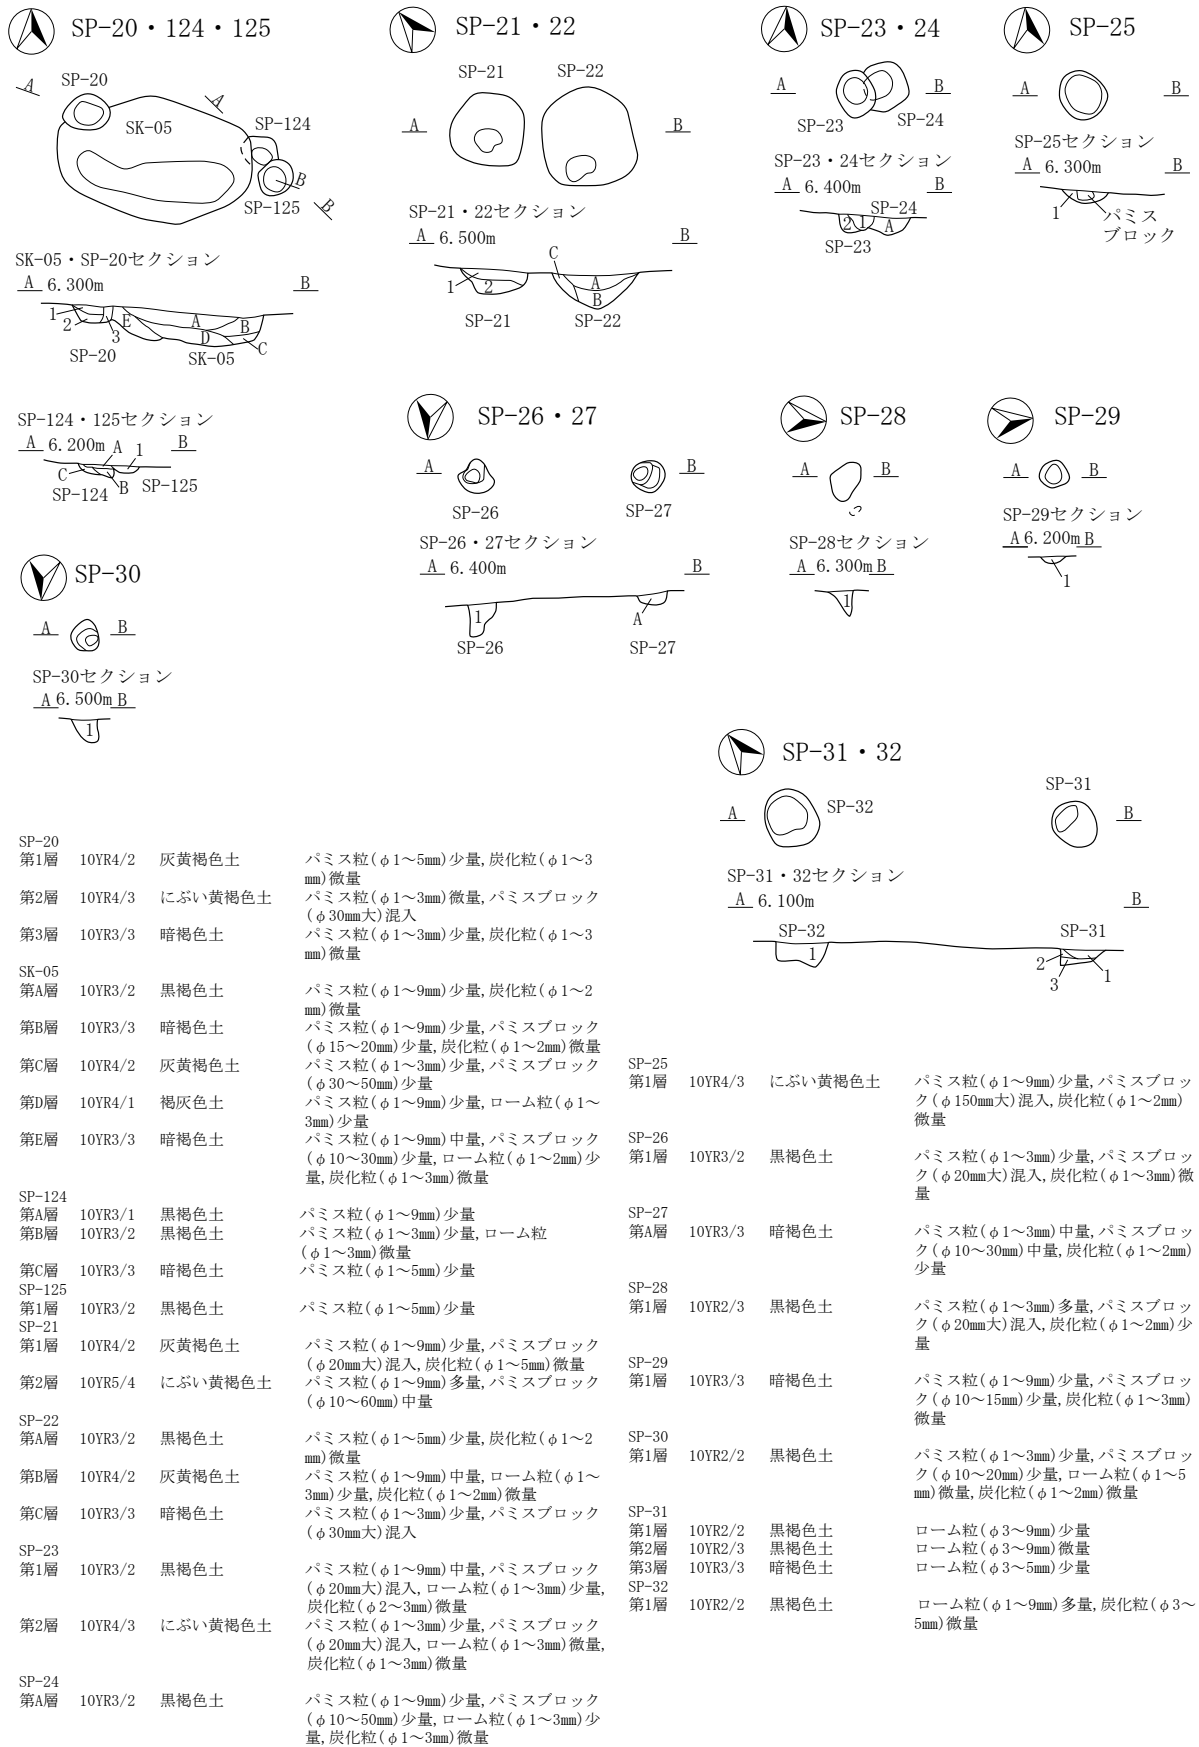 SP-20・124・125
A
SP-20
A
SK-05
SP-124
B
SP-125
B
SK-05・SP-20セクション
A 6.300m B
1
2
3
E
A
B
D
C
SP-20
SK-05
SP-124・125セクション
A 6.200m A 1 B
C
SP-124 B SP-125
SP-21・22
SP-21 SP-22
A B
SP-21・22セクション
A 6.500m B
C
1 2 A
B
SP-21 SP-22
SP-23・24
A B
SP-23 SP-24
SP-23・24セクション
A 6.400m B
SP-24
2 1 A
SP-23
SP-25
A B
SP-25セクション
A 6.300m B
1
パミス
ブロック
SP-26・27
A B
SP-26 SP-27
SP-26・27セクション
A 6.400m B
1 A
SP-26 SP-27
SP-28
A B
SP-28セクション
A 6.300m B
1
SP-29
A B
SP-29セクション
A 6.200m B
1
SP-30
A B
SP-30セクション
A 6.500m B
1
SP-31・32
SP-31
A SP-32 B
SP-31・32セクション
A 6.100m B
SP-32 SP-31
1 2 3 1
SP-20
第1層 10YR4/2 灰黄褐色土 パミス粒(φ1～5㎜)少量,炭化粒(φ1～3
㎜)微量
第2層 10YR4/3 にぶい黄褐色土 パミス粒(φ1～3㎜)微量,パミスブロック
(φ30㎜大)混入
第3層 10YR3/3 暗褐色土 パミス粒(φ1～3㎜)少量,炭化粒(φ1～3
㎜)微量
SK-05
第A層 10YR3/2 黒褐色土 パミス粒(φ1～9㎜)少量,炭化粒(φ1～2
㎜)微量
第B層 10YR3/3 暗褐色土 パミス粒(φ1～9㎜)少量,パミスブロック
(φ15～20㎜)少量,炭化粒(φ1～2㎜)微量
第C層 10YR4/2 灰黄褐色土 パミス粒(φ1～3㎜)少量,パミスブロック
(φ30～50㎜)少量
第D層 10YR4/1 褐灰色土 パミス粒(φ1～9㎜)少量,ローム粒(φ1～
3㎜)少量
第E層 10YR3/3 暗褐色土 パミス粒(φ1～9㎜)中量,パミスブロック
(φ10～30㎜)少量,ローム粒(φ1～2㎜)少
量,炭化粒(φ1～3㎜)微量
SP-124
第A層 10YR3/1 黒褐色土 パミス粒(φ1～9㎜)少量
第B層 10YR3/2 黒褐色土 パミス粒(φ1～3㎜)少量,ローム粒
(φ1～3㎜)微量
第C層 10YR3/3 暗褐色土 パミス粒(φ1～5㎜)少量
SP-125
第1層 10YR3/2 黒褐色土 パミス粒(φ1～5㎜)少量
SP-21
第1層 10YR4/2 灰黄褐色土 パミス粒(φ1～9㎜)少量,パミスブロック
(φ20㎜大)混入,炭化粒(φ1～5㎜)微量
第2層 10YR5/4 にぶい黄褐色土 パミス粒(φ1～9㎜)多量,パミスブロック
(φ10～60㎜)中量
SP-22
第A層 10YR3/2 黒褐色土 パミス粒(φ1～5㎜)少量,炭化粒(φ1～2
㎜)微量
第B層 10YR4/2 灰黄褐色土 パミス粒(φ1～9㎜)中量,ローム粒(φ1～
3㎜)少量,炭化粒(φ1～2㎜)微量
第C層 10YR3/3 暗褐色土 パミス粒(φ1～3㎜)少量,パミスブロック
(φ30㎜大)混入
SP-23
第1層 10YR3/2 黒褐色土 パミス粒(φ1～9㎜)中量,パミスブロック
(φ20㎜大)混入,ローム粒(φ1～3㎜)少量,
炭化粒(φ2～3㎜)微量
第2層 10YR4/3 にぶい黄褐色土 パミス粒(φ1～3㎜)少量,パミスブロック
(φ20㎜大)混入,ローム粒(φ1～3㎜)微量,
炭化粒(φ1～3㎜)微量
SP-24
第A層 10YR3/2 黒褐色土 パミス粒(φ1～9㎜)少量,パミスブロック
(φ10～50㎜)少量,ローム粒(φ1～3㎜)少
量,炭化粒(φ1～3㎜)微量
SP-25
第1層 10YR4/3 にぶい黄褐色土 パミス粒(φ1～9㎜)少量,パミスブロッ
ク(φ150㎜大)混入,炭化粒(φ1～2㎜)
微量
SP-26
第1層 10YR3/2 黒褐色土 パミス粒(φ1～3㎜)少量,パミスブロッ
ク(φ20㎜大)混入,炭化粒(φ1～3㎜)微
量
SP-27
第A層 10YR3/3 暗褐色土 パミス粒(φ1～3㎜)中量,パミスブロッ
ク(φ10～30㎜)中量,炭化粒(φ1～2㎜)
少量
SP-28
第1層 10YR2/3 黒褐色土 パミス粒(φ1～3㎜)多量,パミスブロッ
ク(φ20㎜大)混入,炭化粒(φ1～2㎜)少
量
SP-29
第1層 10YR3/3 暗褐色土 パミス粒(φ1～9㎜)少量,パミスブロッ
ク(φ10～15㎜)少量,炭化粒(φ1～3㎜)
微量
SP-30
第1層 10YR2/2 黒褐色土 パミス粒(φ1～3㎜)少量,パミスブロッ
ク(φ10～20㎜)少量,ローム粒(φ1～5
㎜)微量,炭化粒(φ1～2㎜)微量
SP-31
第1層 10YR2/2 黒褐色土 ローム粒(φ3～9㎜)少量
第2層 10YR2/3 黒褐色土 ローム粒(φ3～9㎜)微量
第3層 10YR3/3 暗褐色土 ローム粒(φ3～5㎜)少量
SP-32
第1層 10YR2/2 黒褐色土 ローム粒(φ1～9㎜)多量,炭化粒(φ3～
5㎜)微量